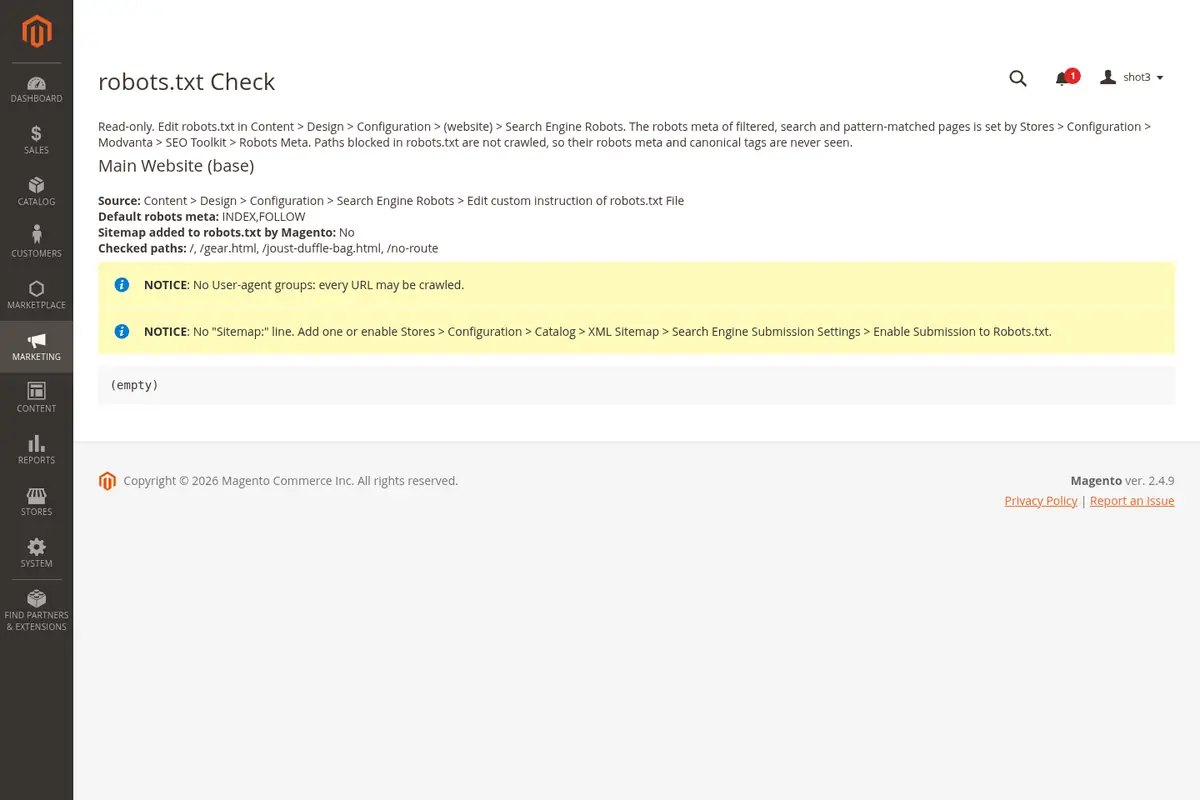 robots.txt Check
1
shot3
Read-only. Edit robots.txt in Content > Design > Configuration > (website) > Search Engine Robots. The robots meta of filtered, search and pattern-matched pages is set by Stores > Configuration >
Modvanta > SEO Toolkit > Robots Meta. Paths blocked in robots.txt are not crawled, so their robots meta and canonical tags are never seen.
Main Website (base)
Source: Content > Design > Configuration > Search Engine Robots > Edit custom instruction of robots.txt File
Default robots meta: INDEX,FOLLOW
Sitemap added to robots.txt by Magento: No
Checked paths: /, /gear.html, /joust-duffle-bag.html, /no-route
NOTICE: No User-agent groups: every URL may be crawled.
NOTICE: No "Sitemap:" line. Add one or enable Stores > Configuration > Catalog > XML Sitemap > Search Engine Submission Settings > Enable Submission to Robots.txt.
(empty)
DASHBOARD
SALES
CATALOG
CUSTOMERS
MARKETPLACE
MARKETING
CONTENT
REPORTS
STORES
SYSTEM
FIND PARTNERS
& EXTENSIONS
Copyright © 2026 Magento Commerce Inc. All rights reserved.
Magento ver. 2.4.9
Privacy Policy | Report an Issue